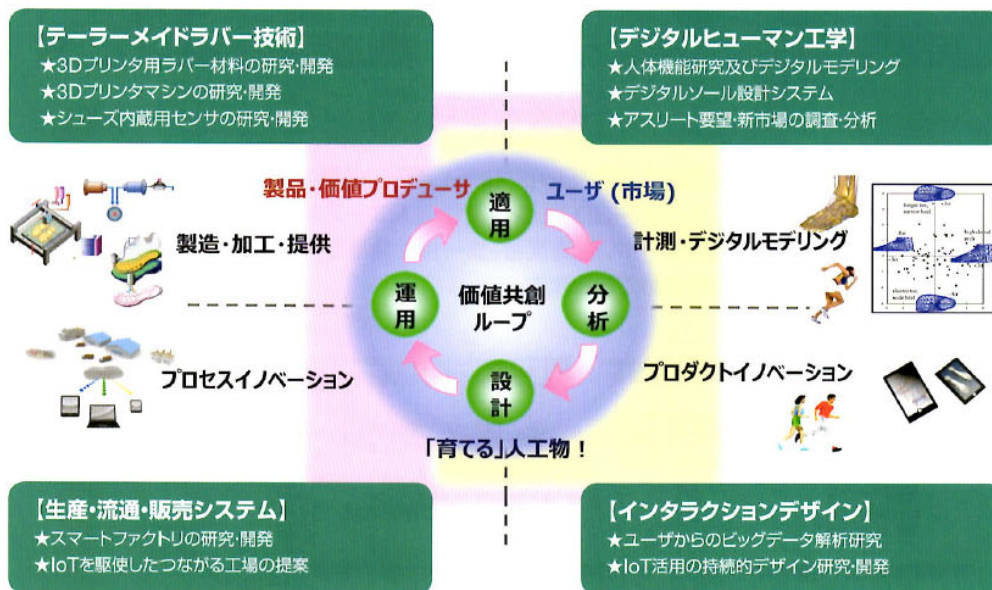 【テーラーメイドラバー技術】
★3Dプリンタ用ラバー材料の研究・開発
★3Dプリンタマシンの研究・開発
★シューズ内蔵用センサの研究・開発
【デジタルヒューマン工学】
★人体機能研究及びデジタルモデリング
★デジタルソール設計システム
★アスリート要望・新市場の調査・分析
製品・価値プロデューサ
ユーザ(市場)
適用
製造・加工・提供
計測・デジタルモデリング
運用
価値共創
ループ
分析
プロセスイノベーション
設計
プロダクトイノベーション
「育てる」人工物！
【生産・流通・販売システム】
★スマートファクトリの研究・開発
★IoTを駆使したつながる工場の提案
【インタラクションデザイン】
★ユーザからのビッグデータ解析研究
★IoT活用の持続的デザイン研究・開発